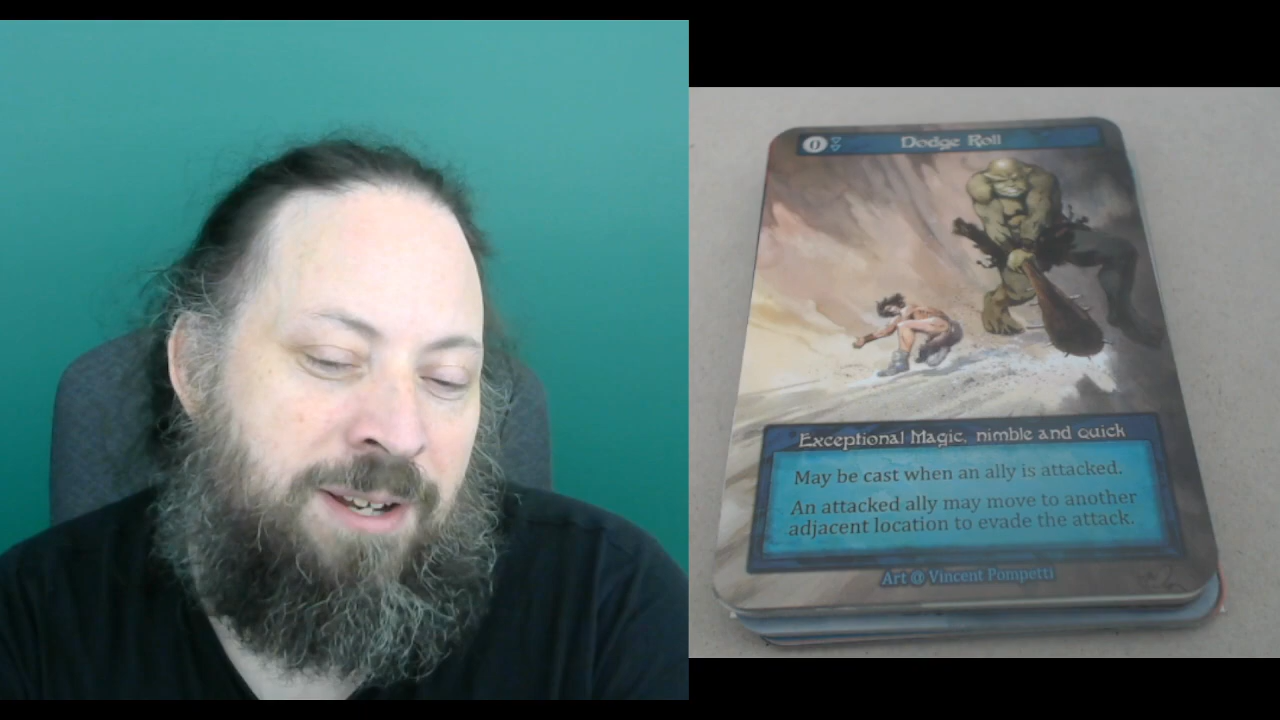 0 Dodge Roll
Exceptional Magic, nimble and quick
May be cast when an ally is attacked.
An attacked ally may move to another
adjacent location to evade the attack.
Art @ Vincent Pompetti